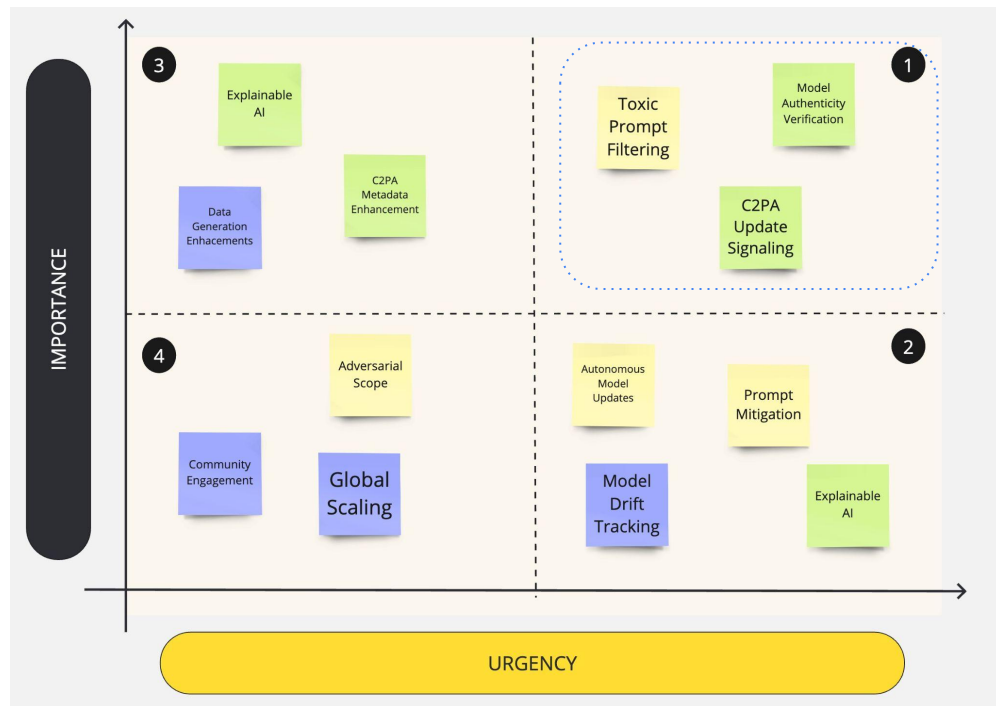 3
Explainable
AI
C2PA
Metadata
Enhancement
Data
Generation
Enhacements
1
Toxic
Prompt
Filtering
Model
Authenticity
Verification
C2PA
Update
Signaling
IMPORTANCE
4
Adversarial
Scope
Community
Engagement
Global
Scaling
2
Autonomous
Model
Updates
Prompt
Mitigation
Model
Drift
Tracking
Explainable
AI
URGENCY